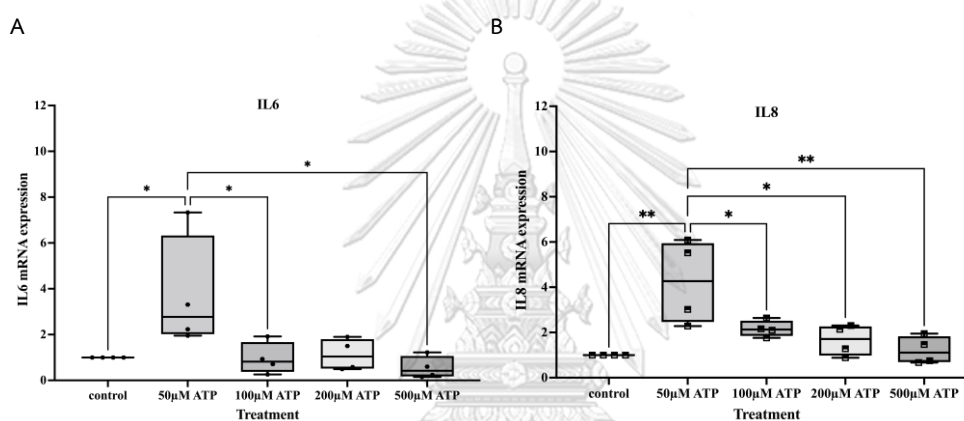 A
IL6
IL6 mRNA expression
12
10
8
6
4
2
0
*
*
*
control
50µM ATP
100µM ATP
200µM ATP
500µM ATP
Treatment
B
IL8
IL8 mRNA expression
12
10
8
6
4
2
0
**
*
*
**
control
50µM ATP
100µM ATP
200µM ATP
500µM ATP
Treatment